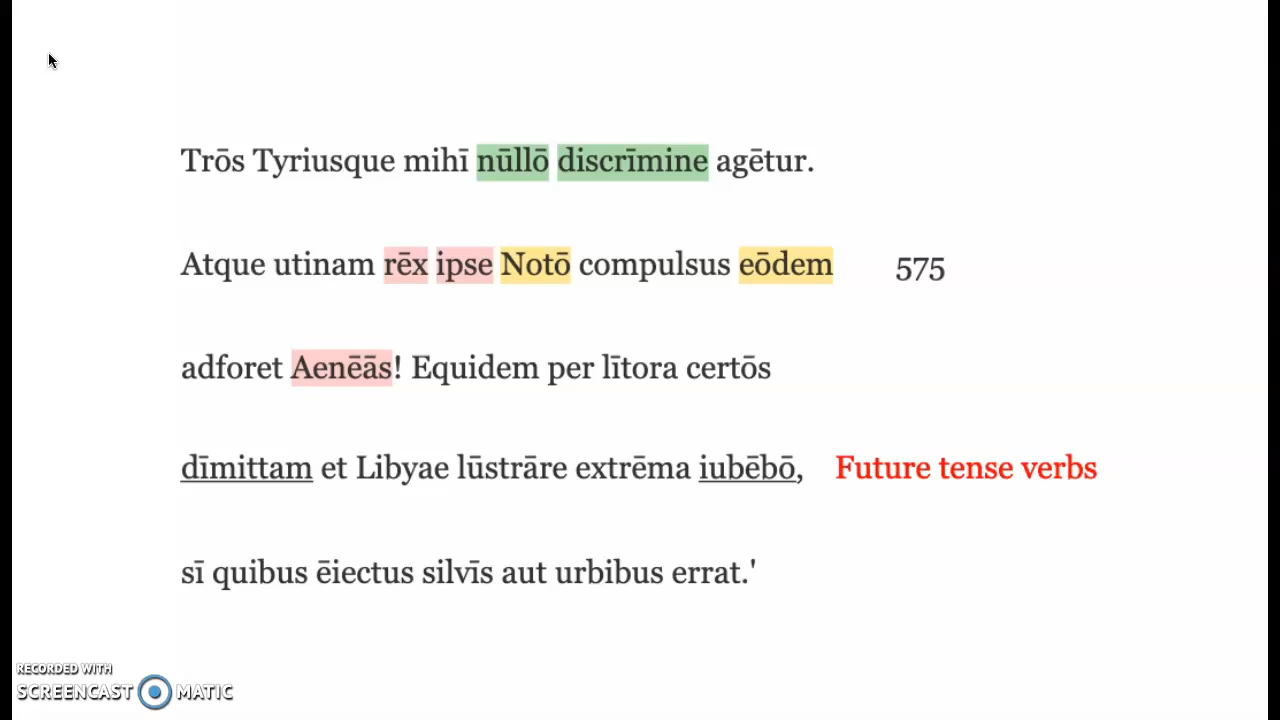 Trōs Tyriusque mihī nūllō discrīmine agētur.
Atque utinam rēx ipse Notō compulsus eōdem 575
adforet Aenēās! Equidem per lītora certōs
dīmittam et Libyae lūstrāre extrēma iubēbō, Future tense verbs
sī quibus ēiectus silvīs aut urbibus errat.'
RECORDED WITH
SCREENCAST MATIC